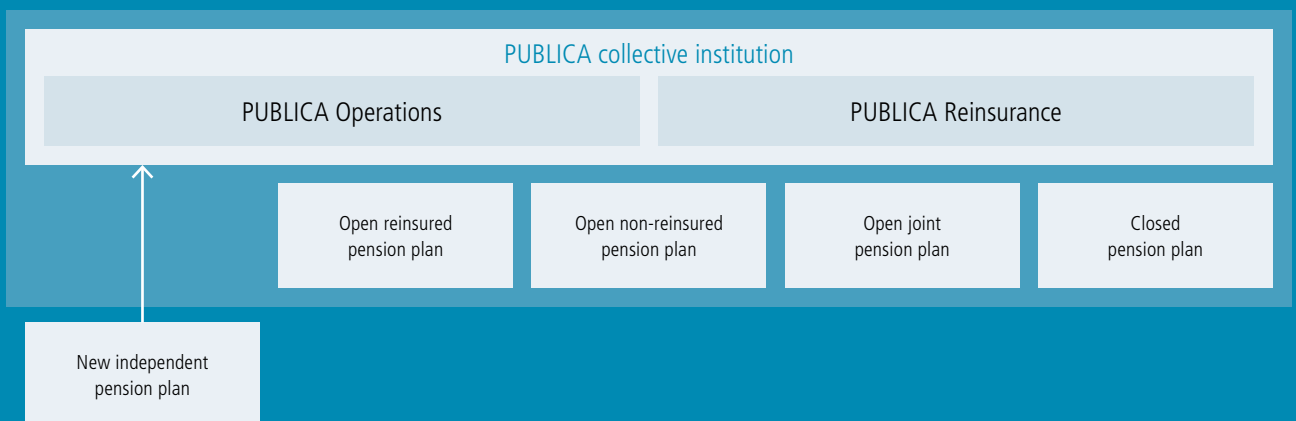 PUBLICA collective institution
PUBLICA Operations
PUBLICA Reinsurance
Open reinsured
pension plan
Open non-reinsured
pension plan
Open joint
pension plan
Closed
pension plan
New independent
pension plan